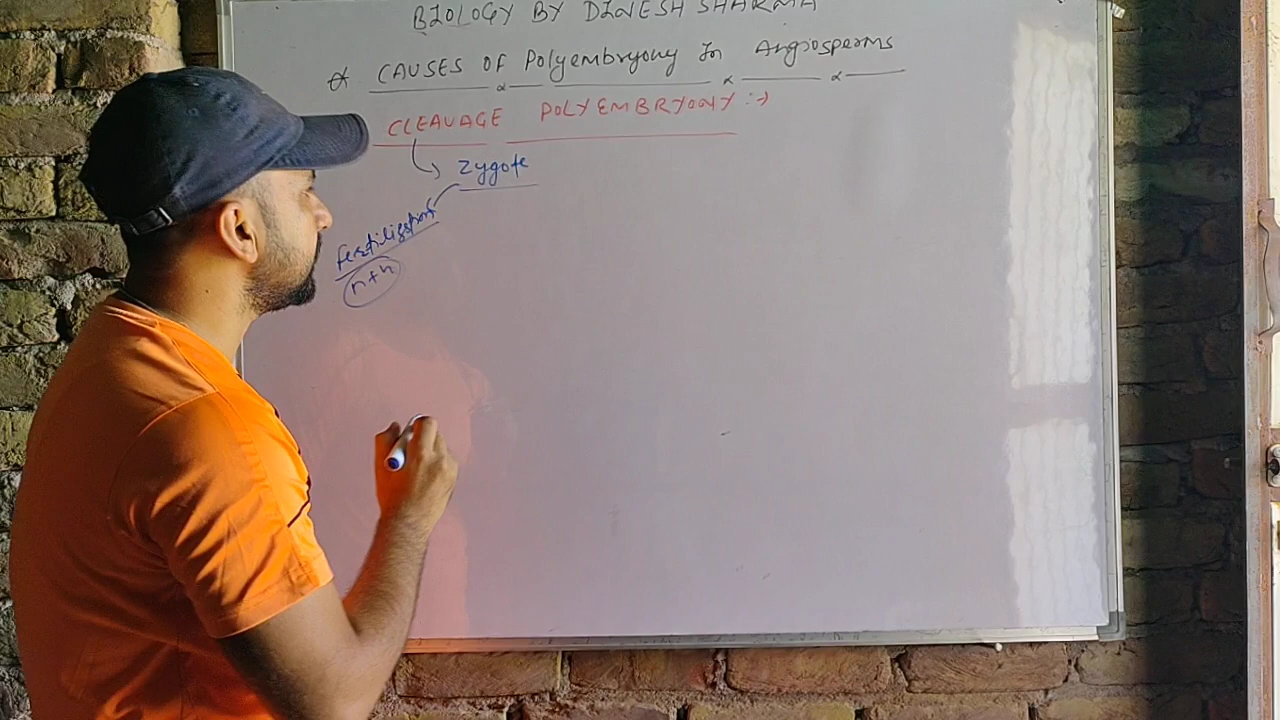 BIOLOGY BY DINESH SHARMA
CAUSES OF Polyembryony In Angiosperms
CLEAVAGE POLYEMBRYONY :-)
Zygote
fertilization
n+n